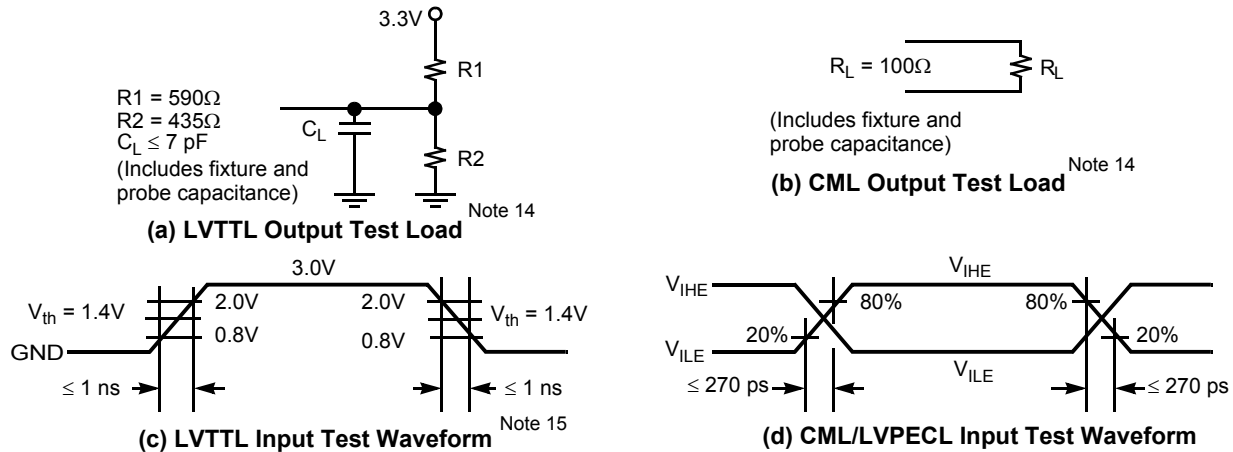 3.3V
R1
R1 = 590Ω
R2 = 435Ω
C_L ≤ 7 pF
(Includes fixture and
probe capacitance)
C_L
R2
Note 14
(a) LVTTL Output Test Load
R_L = 100Ω
R_L
(Includes fixture and
probe capacitance)
Note 14
(b) CML Output Test Load
3.0V
V_th = 1.4V
2.0V
0.8V
2.0V
0.8V
V_th = 1.4V
GND
≤ 1 ns
≤ 1 ns
Note 15
(c) LVTTL Input Test Waveform
V_IHE
V_IHE
80%
80%
20%
20%
V_ILE
V_ILE
≤ 270 ps
≤ 270 ps
(d) CML/LVPECL Input Test Waveform